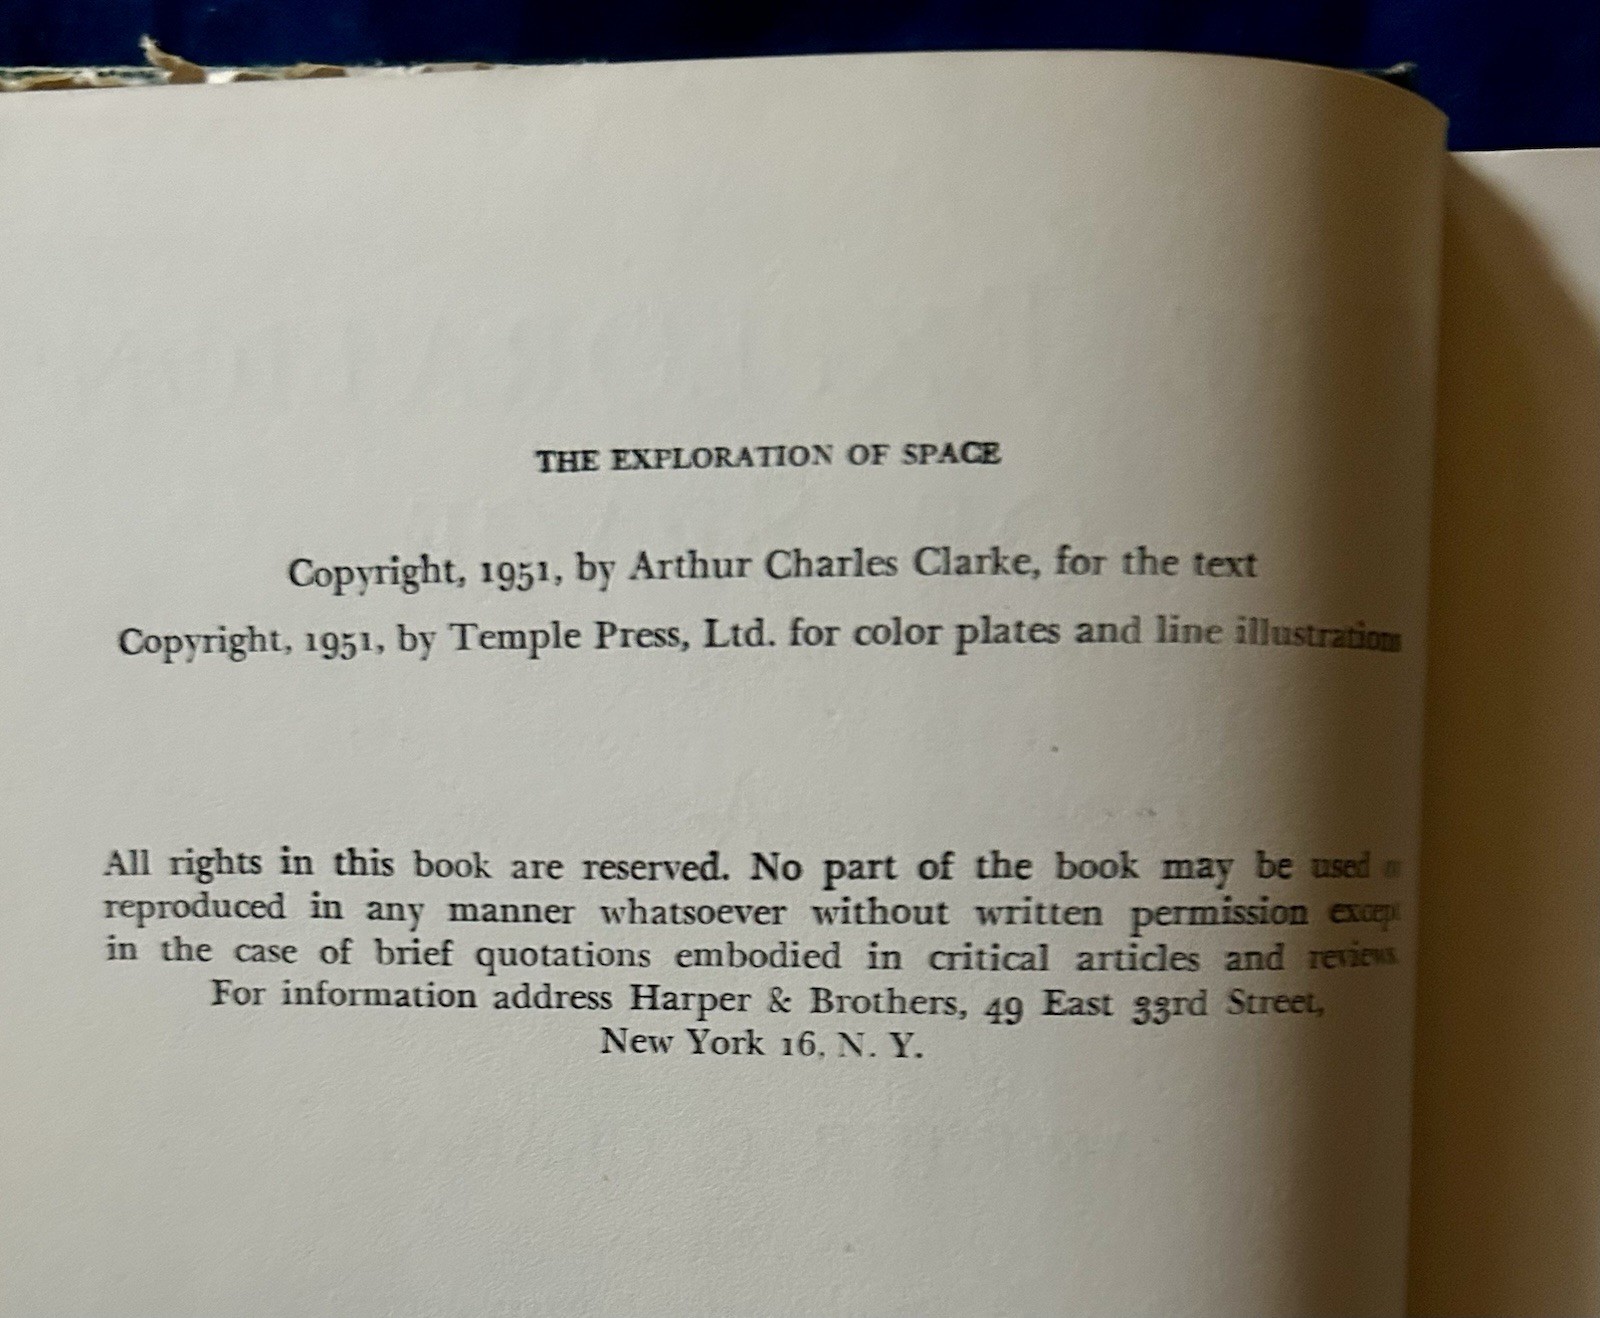 THE EXPLORATION OF SPACE
Copyright, 1951, by Arthur Charles Clarke, for the text
Copyright, 1951, by Temple Press, Ltd. for color plates and line illustrations
All rights in this book are reserved. No part of the book may be used
reproduced in any manner whatsoever without written permission except
in the case of brief quotations embodied in critical articles and reviews.
For information address Harper & Brothers, 49 East 33rd Street,
New York 16, N. Y.